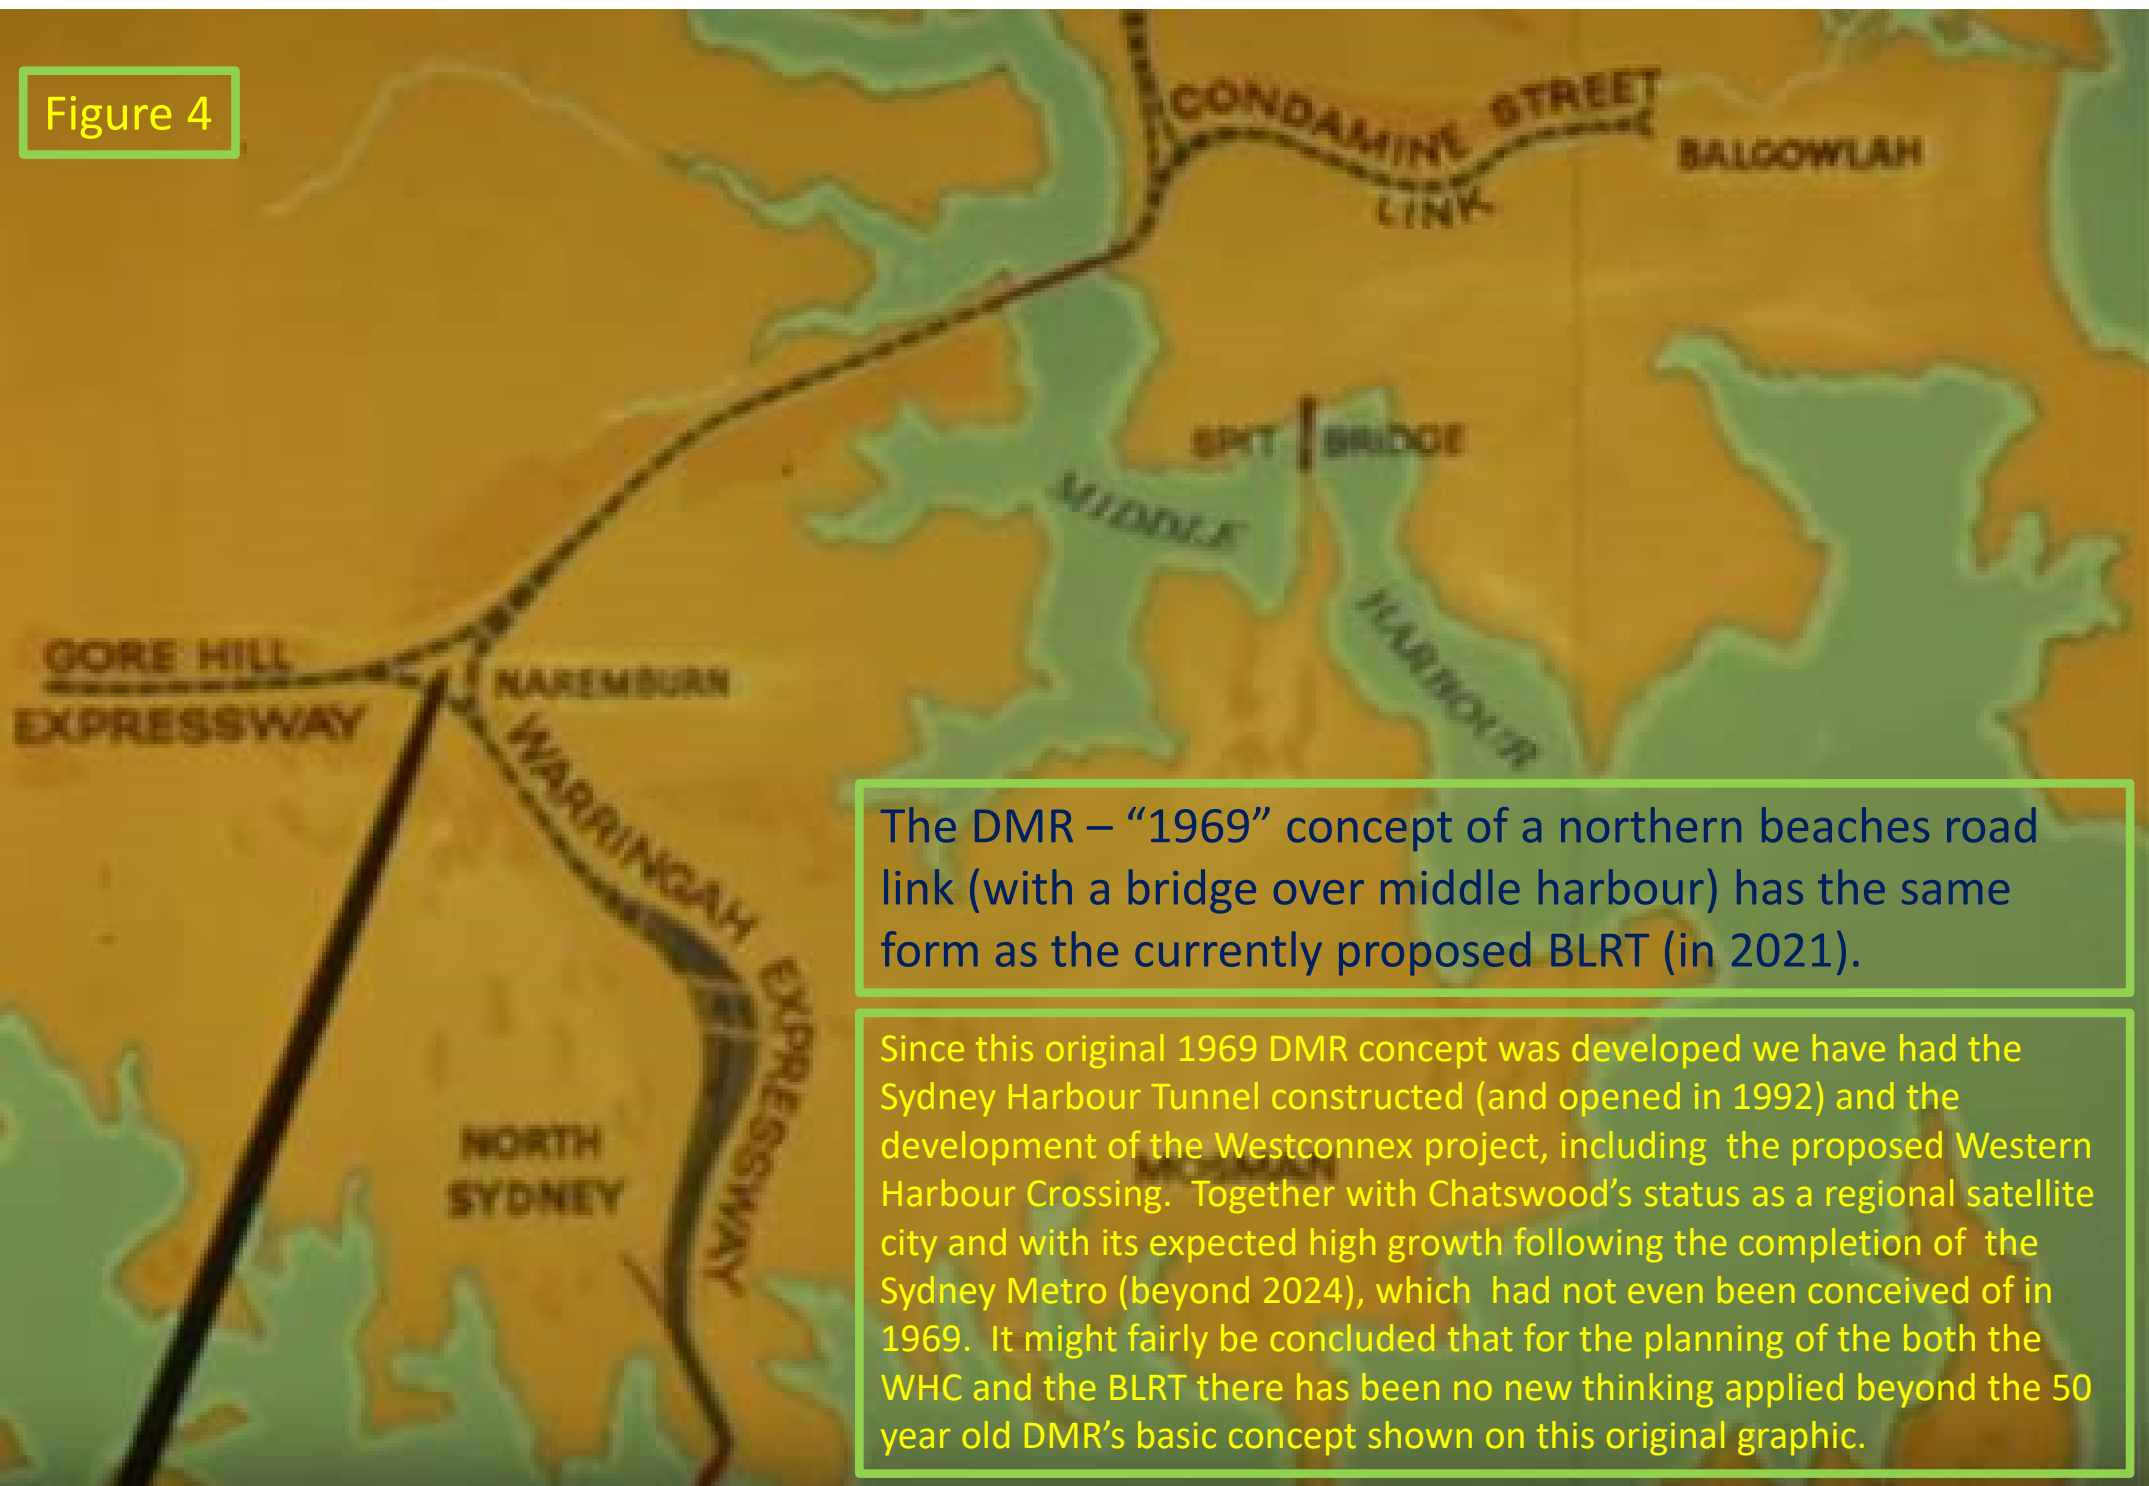 Figure 4
CONDAMINE STREET
LINK
BALGOWLAH
SPIT BRIDGE
MIDDLE
HARBOUR
GORE HILL
EXPRESSWAY
NAREMBURN
WARRINGAH EXPRESSWAY
NORTH
SYDNEY
MOSMAN
The DMR – “1969” concept of a northern beaches road
link (with a bridge over middle harbour) has the same
form as the currently proposed BLRT (in 2021).
Since this original 1969 DMR concept was developed we have had the
Sydney Harbour Tunnel constructed (and opened in 1992) and the
development of the Westconnex project, including  the proposed Western
Harbour Crossing.  Together with Chatswood’s status as a regional satellite
city and with its expected high growth following the completion of  the
Sydney Metro (beyond 2024), which  had not even been conceived of in
1969.  It might fairly be concluded that for the planning of the both the
WHC and the BLRT there has been no new thinking applied beyond the 50
year old DMR’s basic concept shown on this original graphic.